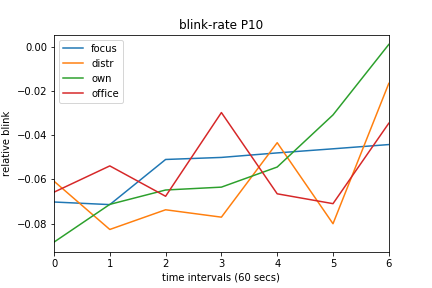 blink-rate P10
focus
distr
own
office
0.00
−0.02
−0.04
−0.06
−0.08
relative blink
0 1 2 3 4 5 6
time intervals (60 secs)